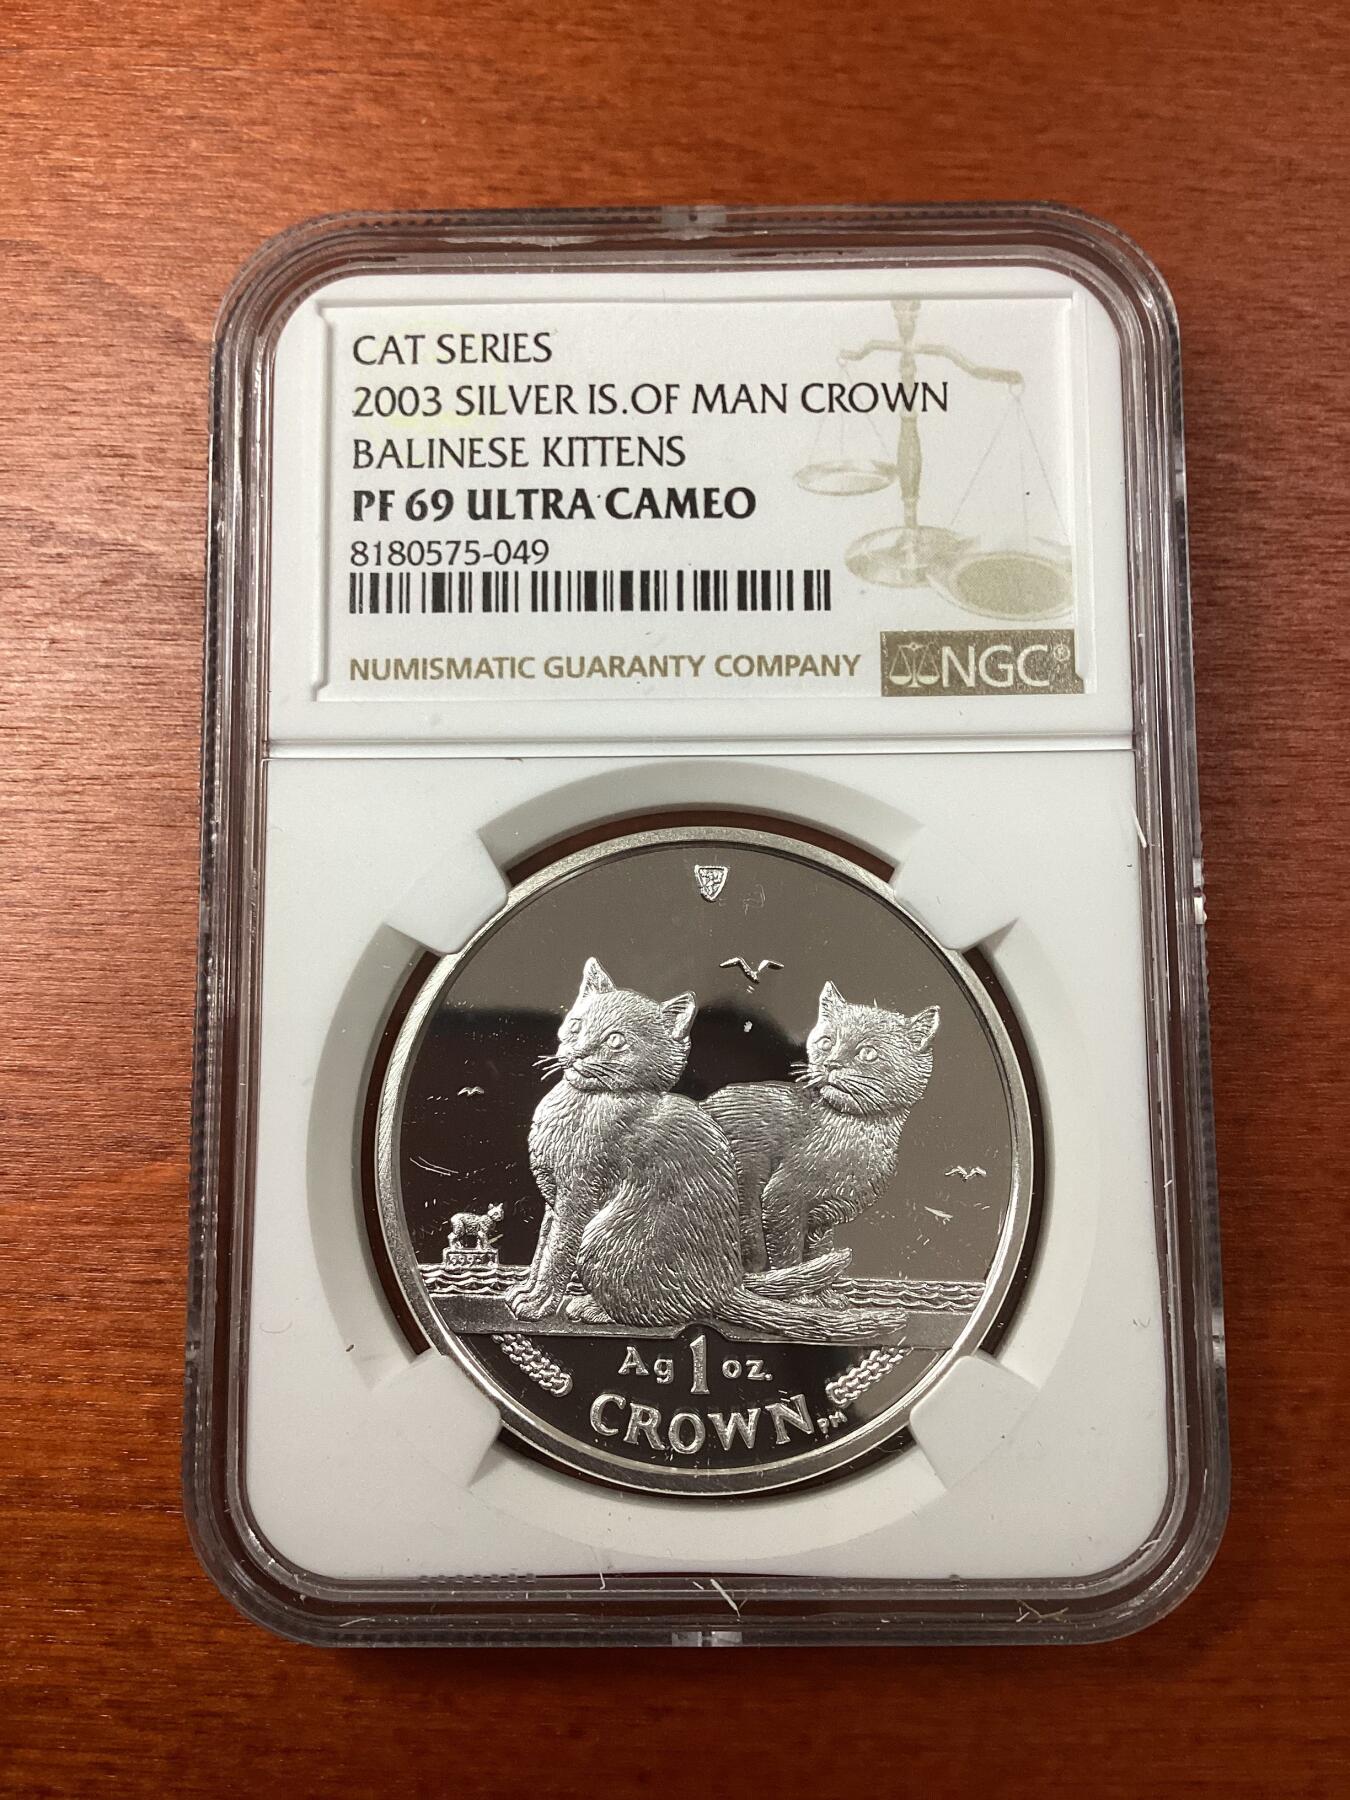 CAT SERIES
2003 SILVER IS.OF MAN CROWN
BALINESE KITTENS
PF 69 ULTRA CAMEO
8180575-049
NUMISMATIC GUARANTY COMPANY
NGC®
Ag 1 oz.
CROWN PM